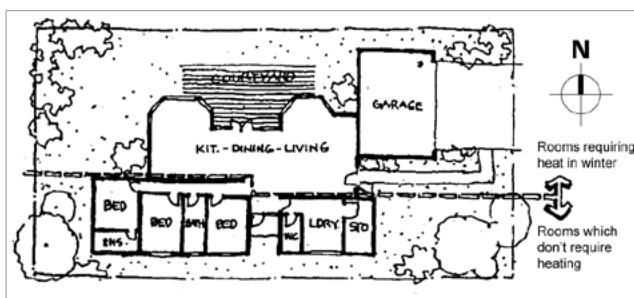 COURTYARD
GARAGE
KIT.-DINING-LIVING
BED
ENS.
BED
BATH
BED
WC
LDRY
STO
N
Rooms requiring
heat in winter
Rooms which
don't require
heating